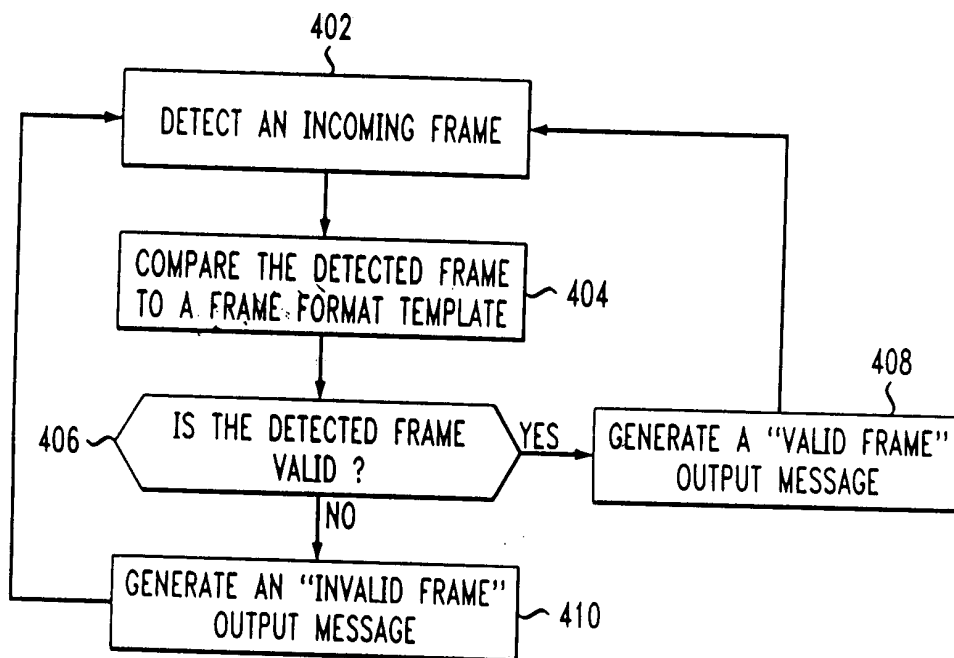 402
DETECT AN INCOMING FRAME
COMPARE THE DETECTED FRAME
TO A FRAME FORMAT TEMPLATE
404
406
IS THE DETECTED FRAME
VALID ?
YES
408
GENERATE A “VALID FRAME”
OUTPUT MESSAGE
NO
GENERATE AN “INVALID FRAME”
OUTPUT MESSAGE
410